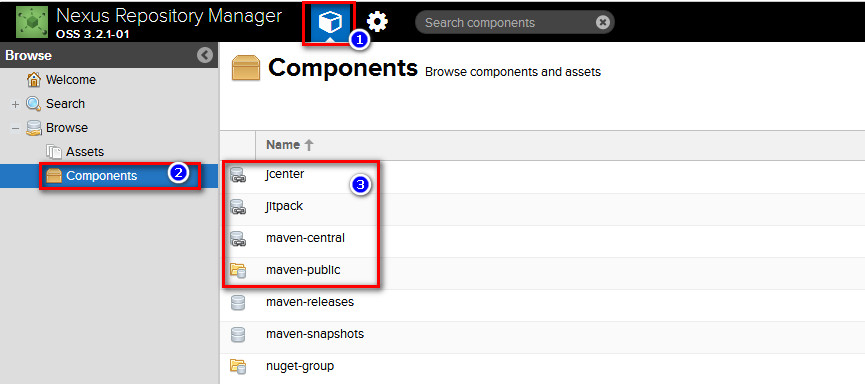 Nexus Repository Manager
OSS 3.2.1-01
Search components
1
Browse
Welcome
Search
Browse
Assets
Components
2
Components Browse components and assets
Name
jcenter
3
jitpack
maven-central
maven-public
maven-releases
maven-snapshots
nuget-group